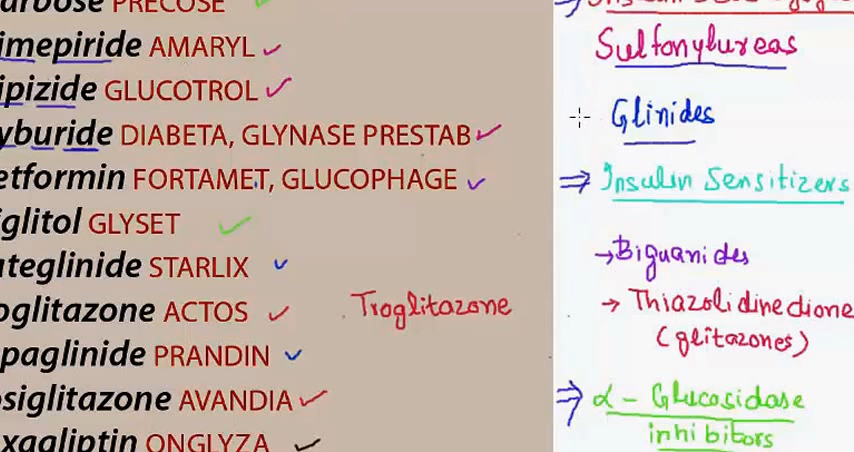 arbose PRECOSE
imepiride AMARYL
ipizide GLUCOTROL
yburide DIABETA, GLYNASE PRESTAB
etformin FORTAMET, GLUCOPHAGE
iglitol GLYSET
ateglinide STARLIX
oglitazone ACTOS
Troglitazone
paglinide PRANDIN
osiglitazone AVANDIA
xagliptin ONGLYZA
Sulfonylureas
Glinides
⇒ Insulin Sensitizers
→ Biguanides
→ Thiazolidinedione
(glitazones)
⇒ α - Glucosidase
inhibitors